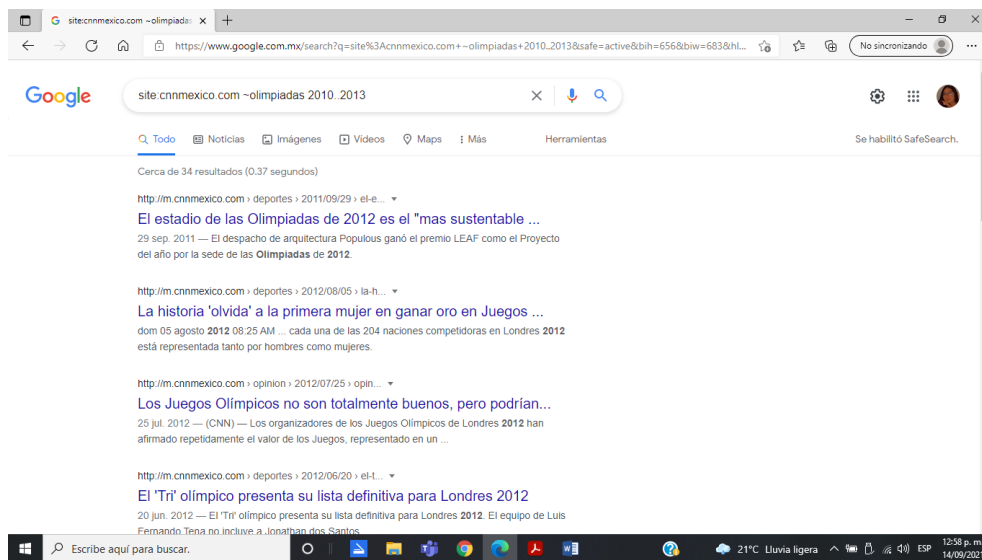 site:cnnmexico.com ~olimpiadas
https://www.google.com.mx/search?q=site%3Acnnmexico.com+~olimpiadas+2010..2013&safe=active&bih=656&biw=683&hl...
No sincronizando
Google
site:cnnmexico.com ~olimpiadas 2010..2013
Todo Noticias Imágenes Videos Maps Más Herramientas Se habilitó SafeSearch.
Cerca de 34 resultados (0.37 segundos)
http://m.cnnmexico.com › deportes › 2011/09/29 › el-e...
El estadio de las Olimpiadas de 2012 es el "mas sustentable ...
29 sep. 2011 — El despacho de arquitectura Populous ganó el premio LEAF como el Proyecto
del año por la sede de las Olimpiadas de 2012.
http://m.cnnmexico.com › deportes › 2012/08/05 › la-h...
La historia 'olvida' a la primera mujer en ganar oro en Juegos ...
dom 05 agosto 2012 08:25 AM ... cada una de las 204 naciones competidoras en Londres 2012
está representada tanto por hombres como mujeres.
http://m.cnnmexico.com › opinion › 2012/07/25 › opin...
Los Juegos Olímpicos no son totalmente buenos, pero podrían...
25 jul. 2012 — (CNN) — Los organizadores de los Juegos Olímpicos de Londres 2012 han
afirmado repetidamente el valor de los Juegos, representado en un ...
http://m.cnnmexico.com › deportes › 2012/06/20 › el-t...
El 'Tri' olímpico presenta su lista definitiva para Londres 2012
20 jun. 2012 — El 'Tri' olímpico presenta su lista definitiva para Londres 2012. El equipo de Luis
Fernando Tena no incluye a Jonathan dos Santos
Escribe aquí para buscar.
21°C Lluvia ligera
ESP
12:58 p. m.
14/09/2021